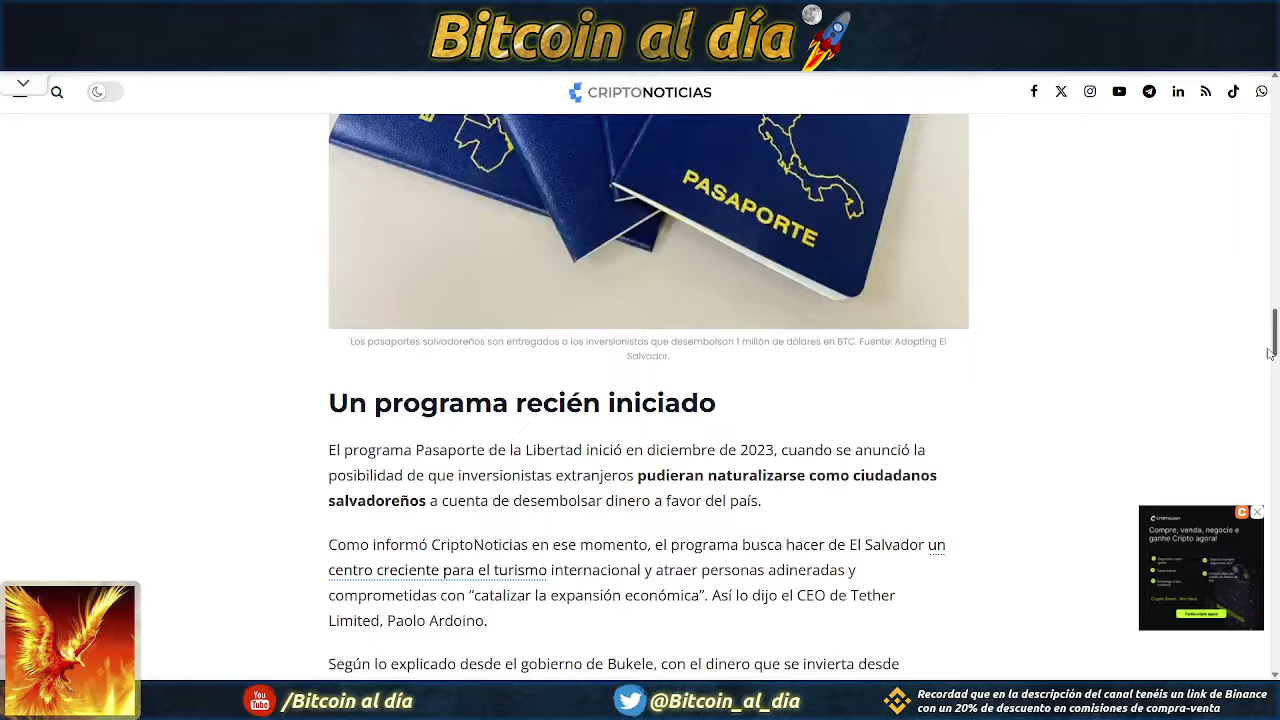 Bitcoin al día
CRIPTONOTICIAS
PASAPORTE
Los pasaportes salvadoreños son entregados a los inversionistas que desembolsan 1 millón de dólares en BTC. Fuente: Adopting El
Salvador.
Un programa recién iniciado
El programa Pasaporte de la Libertad inició en diciembre de 2023, cuando se anunció la
posibilidad de que inversionistas extranjeros pudieran naturalizarse como ciudadanos
salvadoreños a cuenta de desembolsar dinero a favor del país.
Como informó CriptoNoticias en ese momento, el programa busca hacer de El Salvador un
centro creciente para el turismo internacional y atraer personas adineradas y
comprometidas con “catalizar la expansión económica”. Así lo dijo el CEO de Tether
Limited, Paolo Ardoino.
Según lo explicado desde el gobierno de Bukele, con el dinero que se invierta desde
CRIPTOLOGY
Compre, venda, negocie e
ganhe Cripto agora!
You
Tube
/Bitcoin al día
@Bitcoin_al_dia
Recordad que en la descripción del canal tenéis un link de Binance
con un 20% de descuento en comisiones de compra-venta